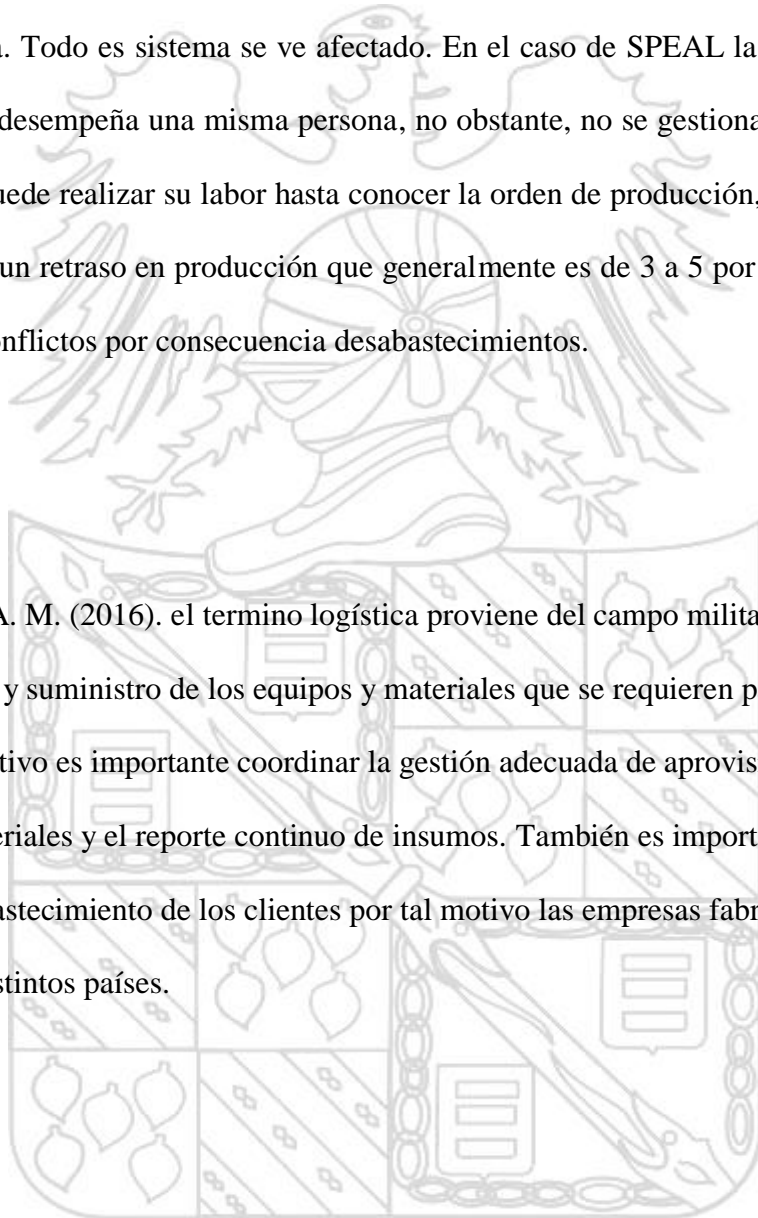 . Todo es sistema se ve afectado. En el caso de SPEAL la
desempeña una misma persona, no obstante, no se gestiona
uede realizar su labor hasta conocer la orden de producción,
un retraso en producción que generalmente es de 3 a 5 por
onflictos por consecuencia desabastecimientos.
A. M. (2016). el termino logística proviene del campo milita
y suministro de los equipos y materiales que se requieren p
tivo es importante coordinar la gestión adecuada de aprovis
eriales y el reporte continuo de insumos. También es import
astecimiento de los clientes por tal motivo las empresas fabr
stintos países.